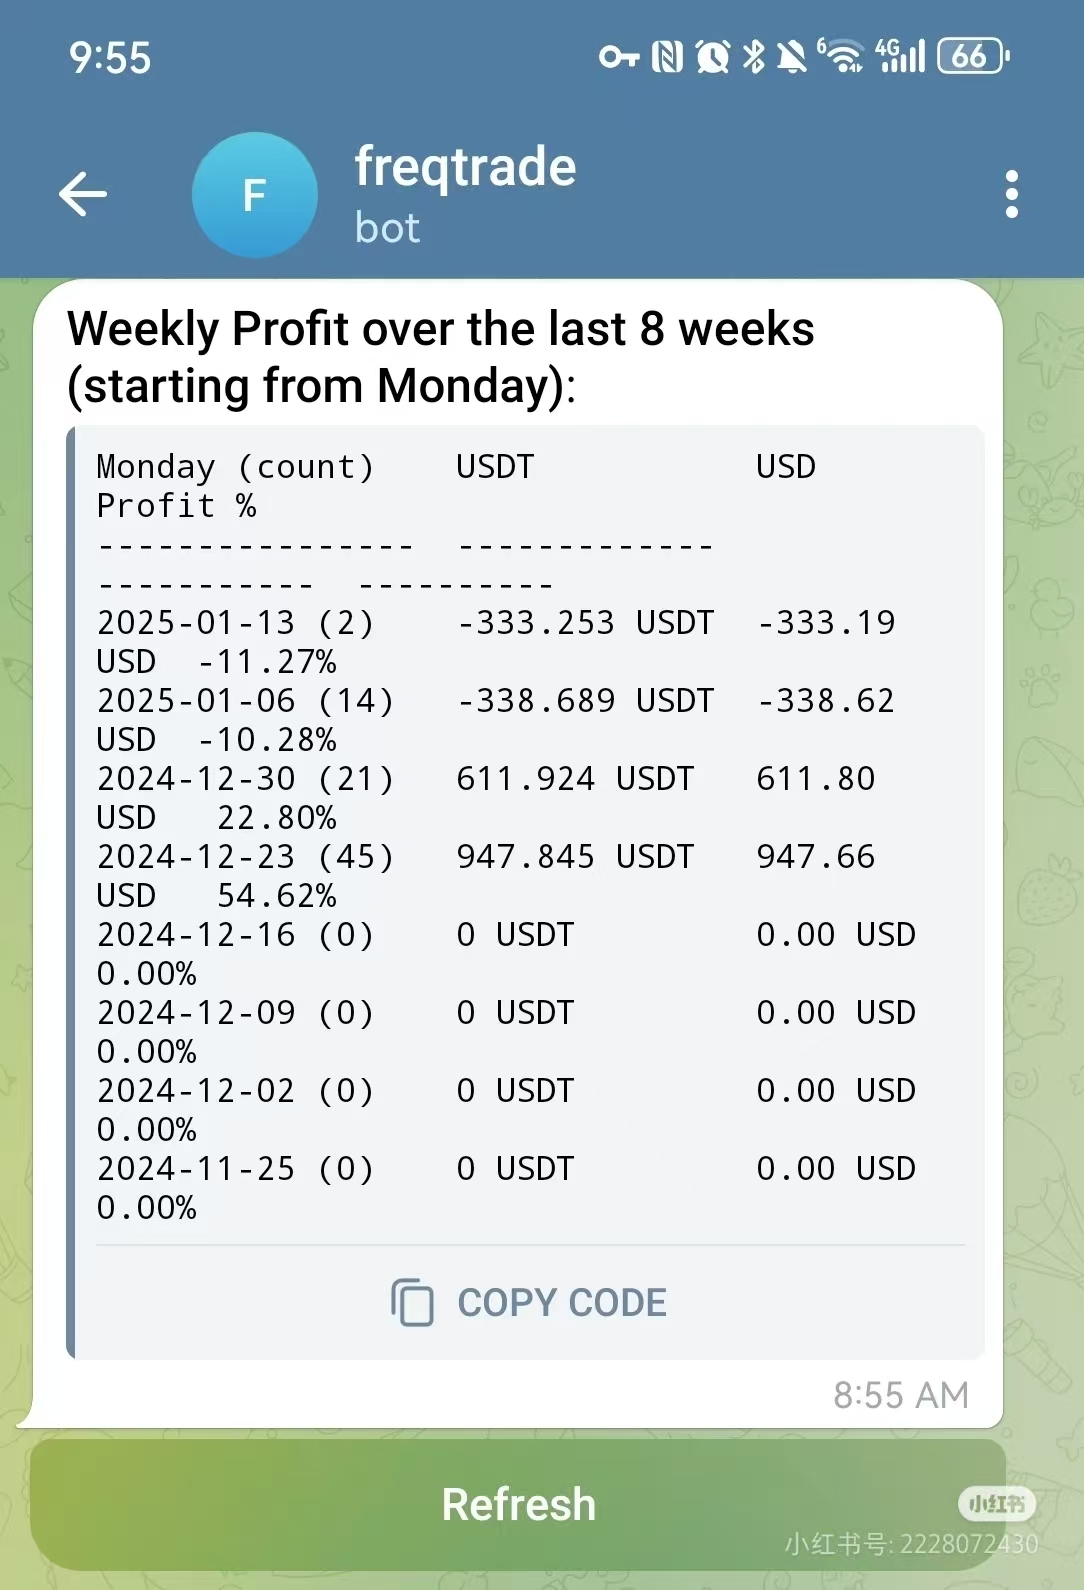 9:55
6 4G 66
F
freqtrade
bot
Weekly Profit over the last 8 weeks
(starting from Monday):
Monday (count)    USDT           USD
Profit %
----------------  -------------
-----------  ----------
2025-01-13 (2)    -333.253 USDT  -333.19
USD  -11.27%
2025-01-06 (14)   -338.689 USDT  -338.62
USD  -10.28%
2024-12-30 (21)   611.924 USDT   611.80
USD   22.80%
2024-12-23 (45)   947.845 USDT   947.66
USD   54.62%
2024-12-16 (0)    0 USDT         0.00 USD
0.00%
2024-12-09 (0)    0 USDT         0.00 USD
0.00%
2024-12-02 (0)    0 USDT         0.00 USD
0.00%
2024-11-25 (0)    0 USDT         0.00 USD
0.00%
COPY CODE
8:55 AM
Refresh
小红书
小红书号: 2228072430